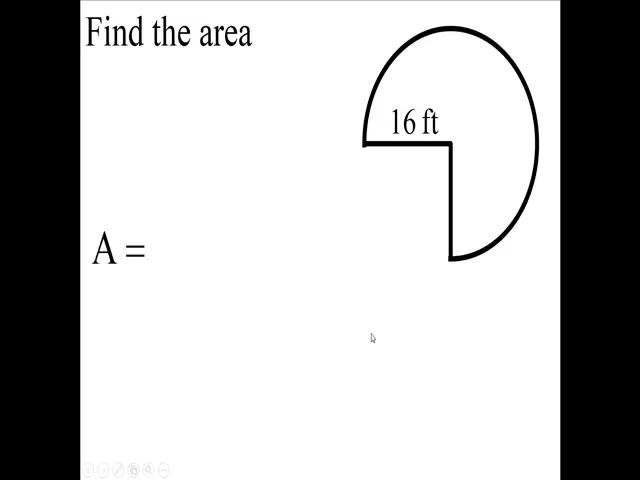 Find the area
16 ft
A =